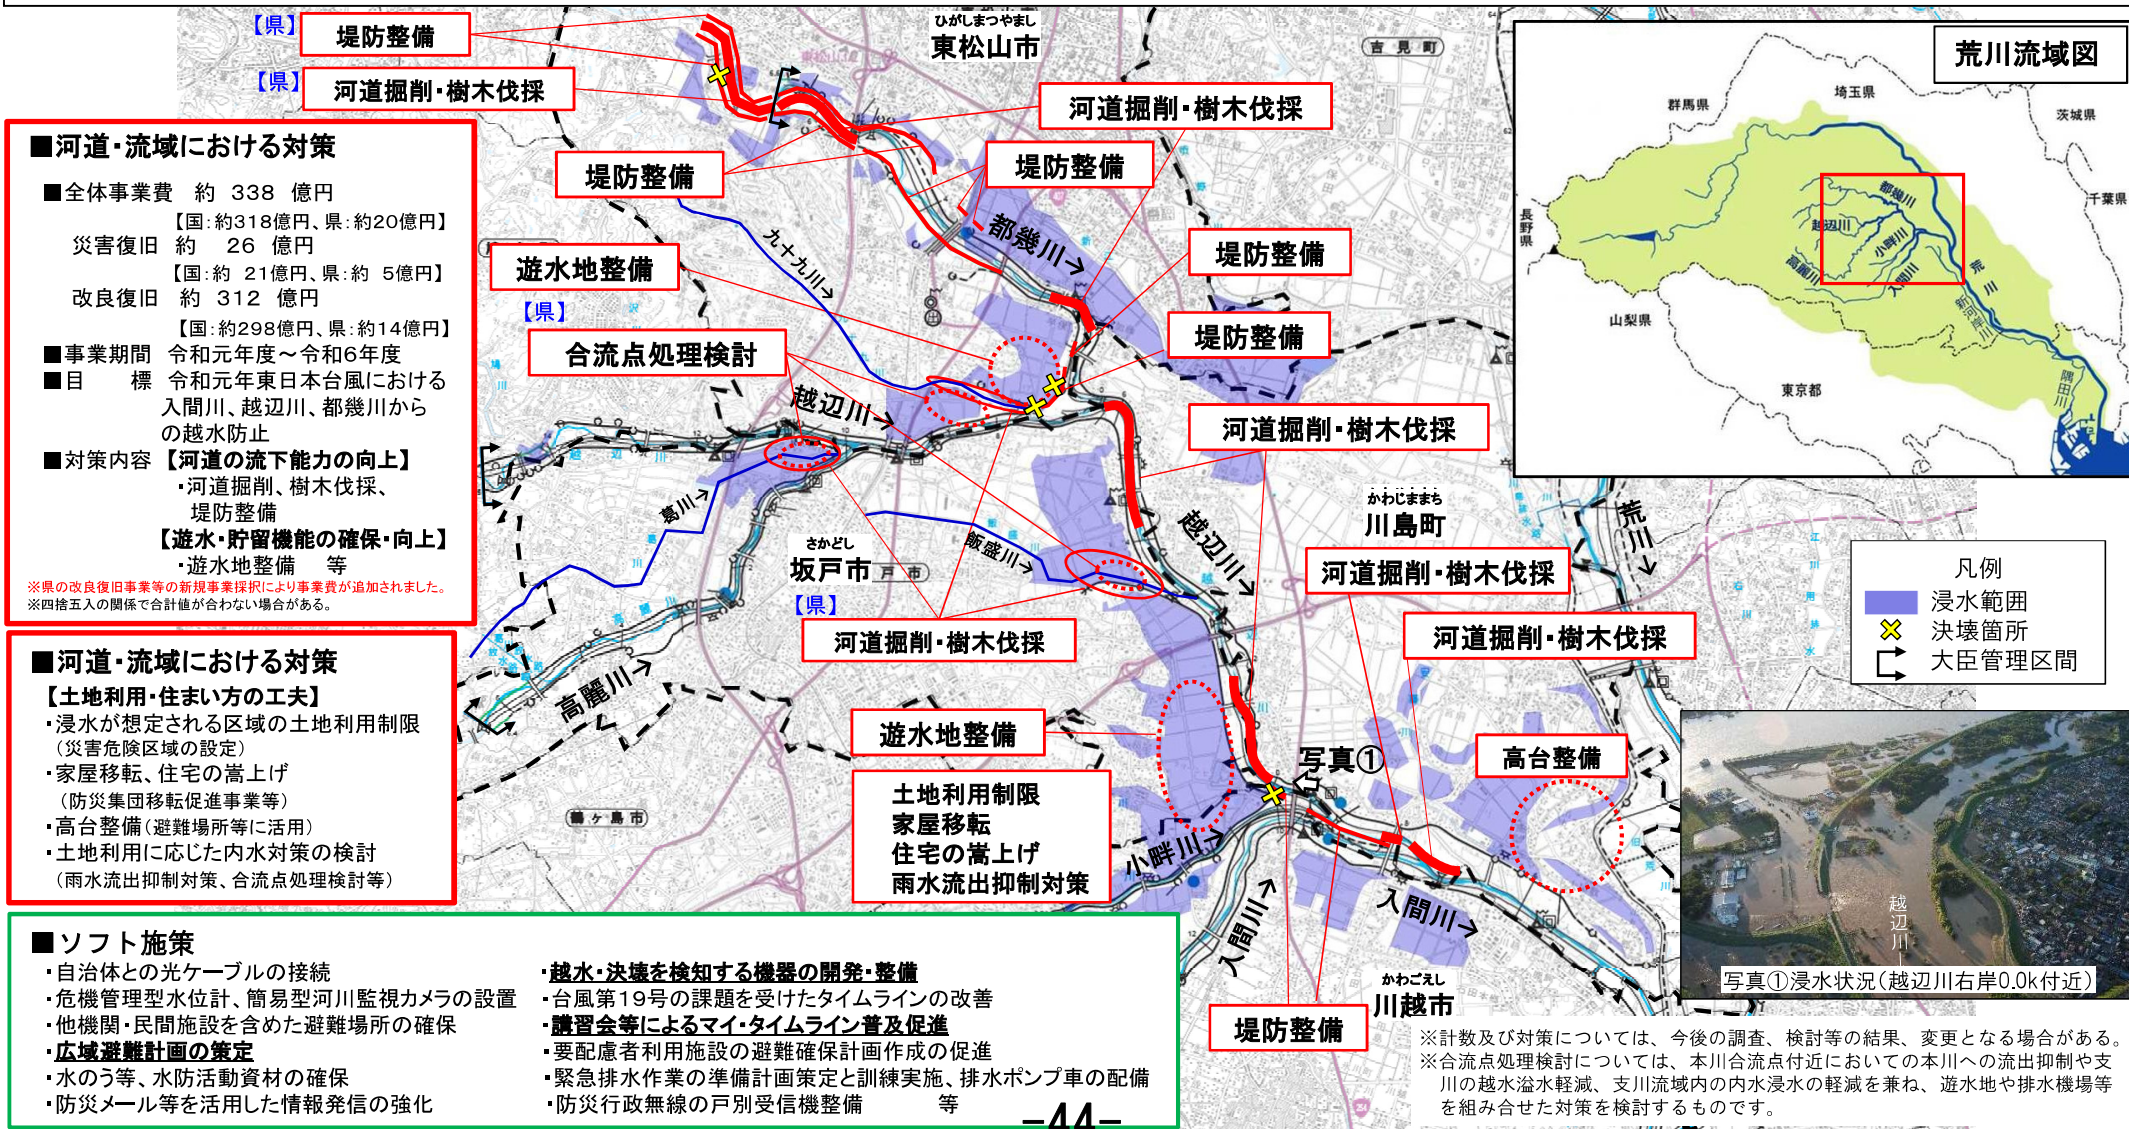 【県】
堤防整備
【県】
河道掘削・樹木伐採
ひがしまつやまし
東松山市
吉見町
河道掘削・樹木伐採
堤防整備
堤防整備
都幾川→
九十九川→
遊水地整備
堤防整備
【県】
合流点処理検討
堤防整備
越辺川→
河道掘削・樹木伐採
葛川→
さかどし
坂戸市
飯盛川→
越辺川→
かわじままち
川島町
荒川→
【県】
河道掘削・樹木伐採
河道掘削・樹木伐採
河道掘削・樹木伐採
高麗川→
遊水地整備
写真①
高台整備
鶴ヶ島市
土地利用制限
家屋移転
住宅の嵩上げ
雨水流出抑制対策
小畔川→
入間川→
入間川→
かわごえし
川越市
堤防整備
■河道・流域における対策
■全体事業費 約 338 億円
【国:約318億円、県:約20億円】
災害復旧 約 26 億円
【国:約 21億円、県:約 5億円】
改良復旧 約 312 億円
【国:約298億円、県:約14億円】
■事業期間 令和元年度～令和6年度
■目 標 令和元年東日本台風における
入間川、越辺川、都幾川から
の越水防止
■対策内容 【河道の流下能力の向上】
・河道掘削、樹木伐採、
堤防整備
【遊水・貯留機能の確保・向上】
・遊水地整備 等
※県の改良復旧事業等の新規事業採択により事業費が追加されました。
※四捨五入の関係で合計値が合わない場合がある。
■河道・流域における対策
【土地利用・住まい方の工夫】
・浸水が想定される区域の土地利用制限
（災害危険区域の設定）
・家屋移転、住宅の嵩上げ
（防災集団移転促進事業等）
・高台整備（避難場所等に活用）
・土地利用に応じた内水対策の検討
（雨水流出抑制対策、合流点処理検討等）
■ソフト施策
・自治体との光ケーブルの接続
・危機管理型水位計、簡易型河川監視カメラの設置
・他機関・民間施設を含めた避難場所の確保
・広域避難計画の策定
・水のう等、水防活動資材の確保
・防災メール等を活用した情報発信の強化
・越水・決壊を検知する機器の開発・整備
・台風第19号の課題を受けたタイムラインの改善
・講習会等によるマイ・タイムライン普及促進
・要配慮者利用施設の避難確保計画作成の促進
・緊急排水作業の準備計画策定と訓練実施、排水ポンプ車の配備
・防災行政無線の戸別受信機整備 等
荒川流域図
群馬県
埼玉県
茨城県
千葉県
長野県
山梨県
東京都
都幾川
越辺川
小畔川
高麗川
入間川
荒川
新河岸川
隅田川
凡例
浸水範囲
決壊箇所
大臣管理区間
越辺川
写真①浸水状況（越辺川右岸0.0k付近）
※計数及び対策については、今後の調査、検討等の結果、変更となる場合がある。
※合流点処理検討については、本川合流点付近においての本川への流出抑制や支
川の越水溢水軽減、支川流域内の内水浸水の軽減を兼ね、遊水地や排水機場等
を組み合せた対策を検討するものです。
-44-